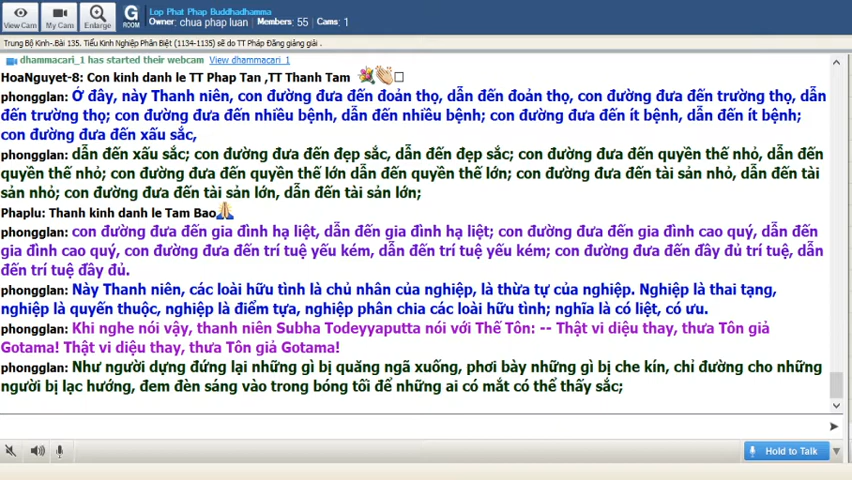 View Cam
My Cam
Enlarge
G
ROOM
Lop Phat Phap Buddhadhamma
Owner: chua phap luan Members: 55 Cams: 1
Trung Bộ Kinh-.Bài 135. Tiểu Kinh Nghiệp Phân Biệt (1134-1135) sẽ do TT Pháp Đăng giảng giải .
dhammacari_1 has started their webcam View dhammacari_1
HoaNguyet-8: Con kinh danh le TT Phap Tan ,TT Thanh Tam
phongglan: Ở đây, này Thanh niên, con đường đưa đến đoản thọ, dẫn đến đoản thọ, con đường đưa đến trường thọ, dẫn
đến trường thọ; con đường đưa đến nhiều bệnh, dẫn đến nhiều bệnh; con đường đưa đến ít bệnh, dẫn đến ít bệnh;
con đường đưa đến xấu sắc,
phongglan: dẫn đến xấu sắc; con đường đưa đến đẹp sắc, dẫn đến đẹp sắc; con đường đưa đến quyền thế nhỏ, dẫn đến
quyền thế nhỏ; con đường đưa đến quyền thế lớn dẫn đến quyền thế lớn; con đường đưa đến tài sản nhỏ, dẫn đến tài
sản nhỏ; con đường đưa đến tài sản lớn, dẫn đến tài sản lớn;
Phaplu: Thanh kinh danh le Tam Bao
phongglan: con đường đưa đến gia đình hạ liệt, dẫn đến gia đình hạ liệt; con đường đưa đến gia đình cao quý, dẫn đến
gia đình cao quý, con đường đưa đến trí tuệ yếu kém, dẫn đến trí tuệ yếu kém; con đường đưa đến đầy đủ trí tuệ, dẫn
đến trí tuệ đầy đủ.
phongglan: Này Thanh niên, các loài hữu tình là chủ nhân của nghiệp, là thừa tự của nghiệp. Nghiệp là thai tạng,
nghiệp là quyến thuộc, nghiệp là điểm tựa, nghiệp phân chia các loài hữu tình; nghĩa là có liệt, có ưu.
phongglan: Khi nghe nói vậy, thanh niên Subha Todeyyaputta nói với Thế Tôn: -- Thật vi diệu thay, thưa Tôn giả
Gotama! Thật vi diệu thay, thưa Tôn giả Gotama!
phongglan: Như người dựng đứng lại những gì bị quăng ngã xuống, phơi bày những gì bị che kín, chỉ đường cho những
người bị lạc hướng, đem đèn sáng vào trong bóng tối để những ai có mắt có thể thấy sắc;
Hold to Talk